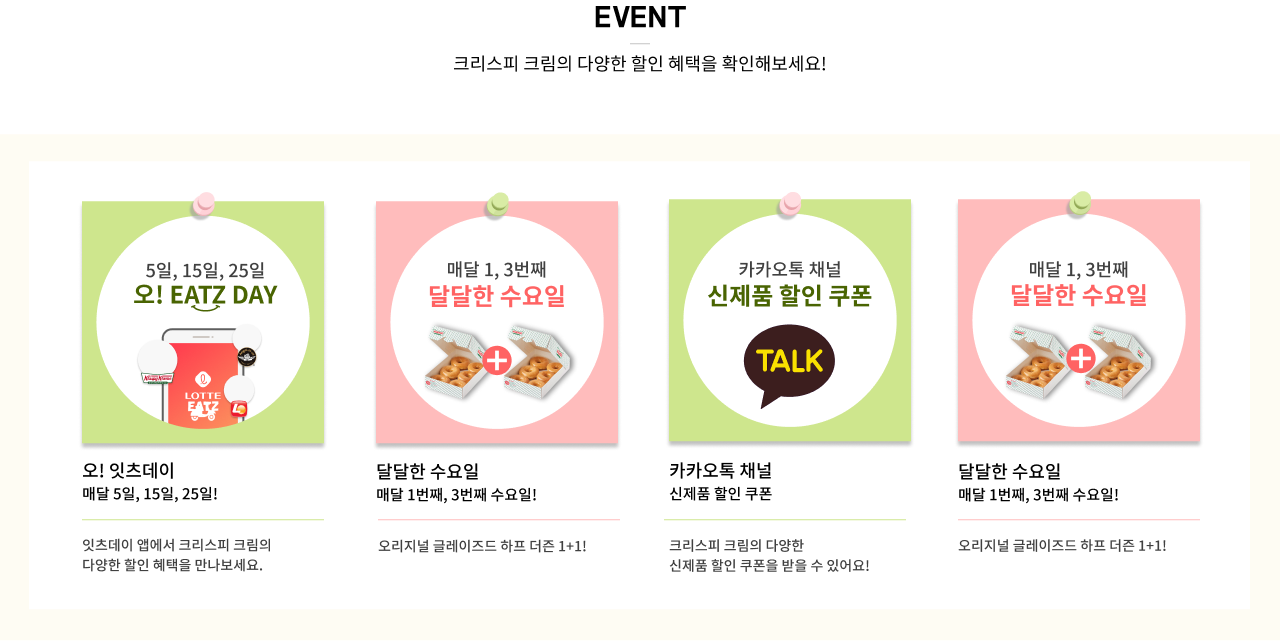 EVENT
크리스피 크림의 다양한 할인 혜택을 확인해보세요!
5일, 15일, 25일
오! EATZ DAY
LOTTE
EATZ
오! 잇츠데이
매달 5일, 15일, 25일!
잇츠데이 앱에서 크리스피 크림의
다양한 할인 혜택을 만나보세요.
매달 1, 3번째
달달한 수요일
달달한 수요일
매달 1번째, 3번째 수요일!
오리지널 글레이즈드 하프 더즌 1+1!
카카오톡 채널
신제품 할인 쿠폰
TALK
카카오톡 채널
신제품 할인 쿠폰
크리스피 크림의 다양한
신제품 할인 쿠폰을 받을 수 있어요!
매달 1, 3번째
달달한 수요일
달달한 수요일
매달 1번째, 3번째 수요일!
오리지널 글레이즈드 하프 더즌 1+1!